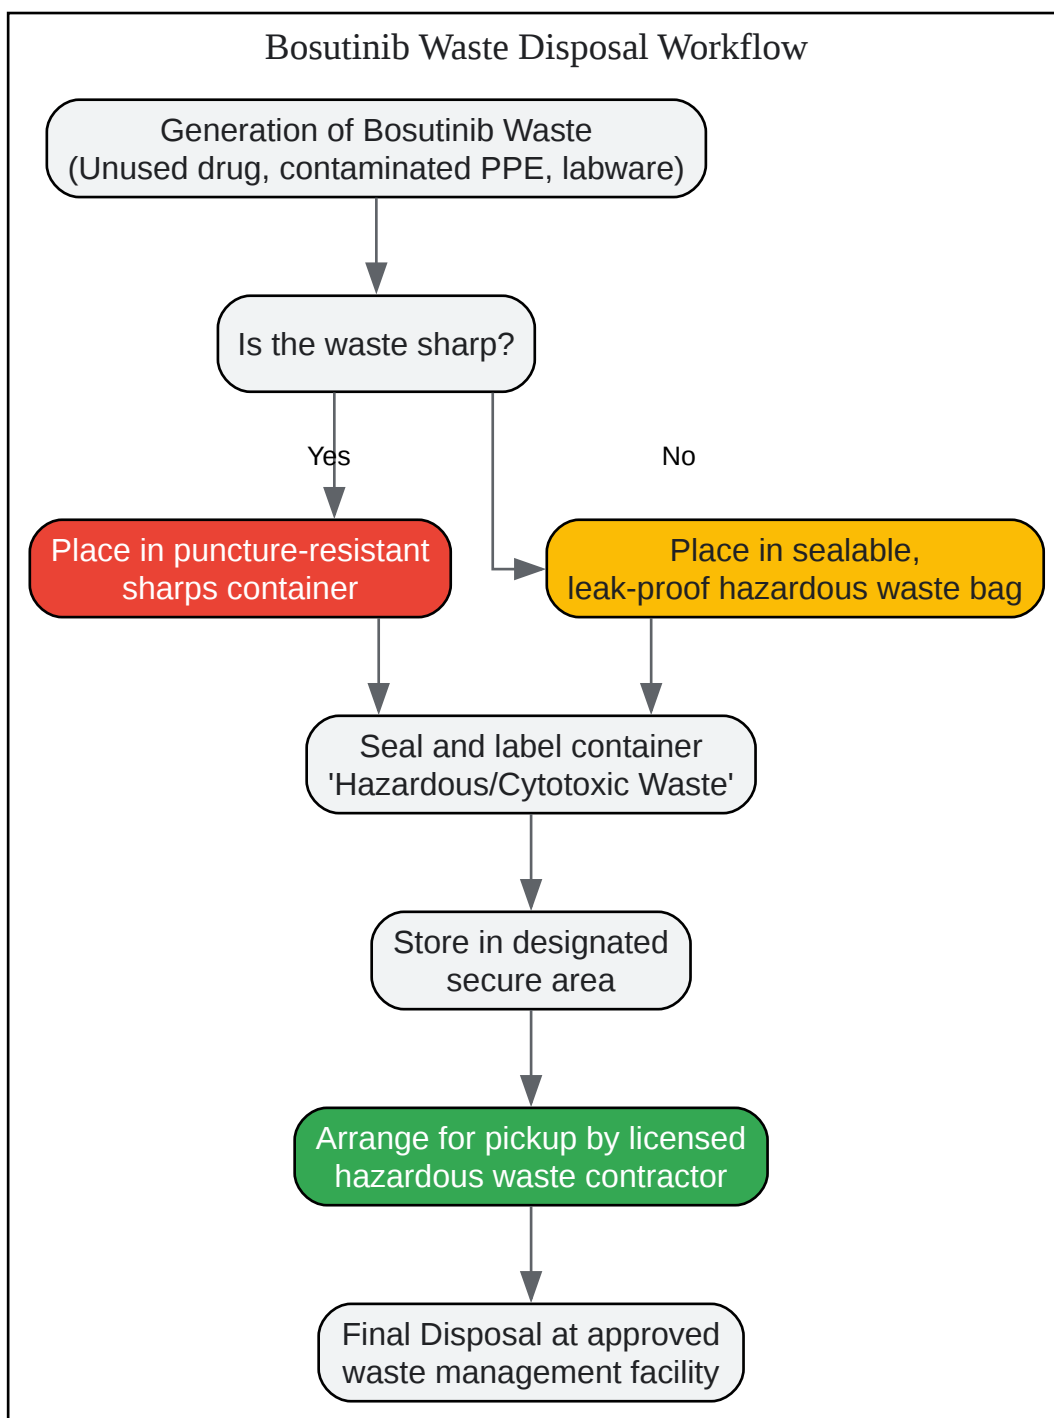 Bosutinib Waste Disposal Workflow
Generation of Bosutinib Waste
(Unused drug, contaminated PPE, labware)
Is the waste sharp?
Yes
No
Place in puncture-resistant
sharps container
Place in sealable,
leak-proof hazardous waste bag
Seal and label container
'Hazardous/Cytotoxic Waste'
Store in designated
secure area
Arrange for pickup by licensed
hazardous waste contractor
Final Disposal at approved
waste management facility